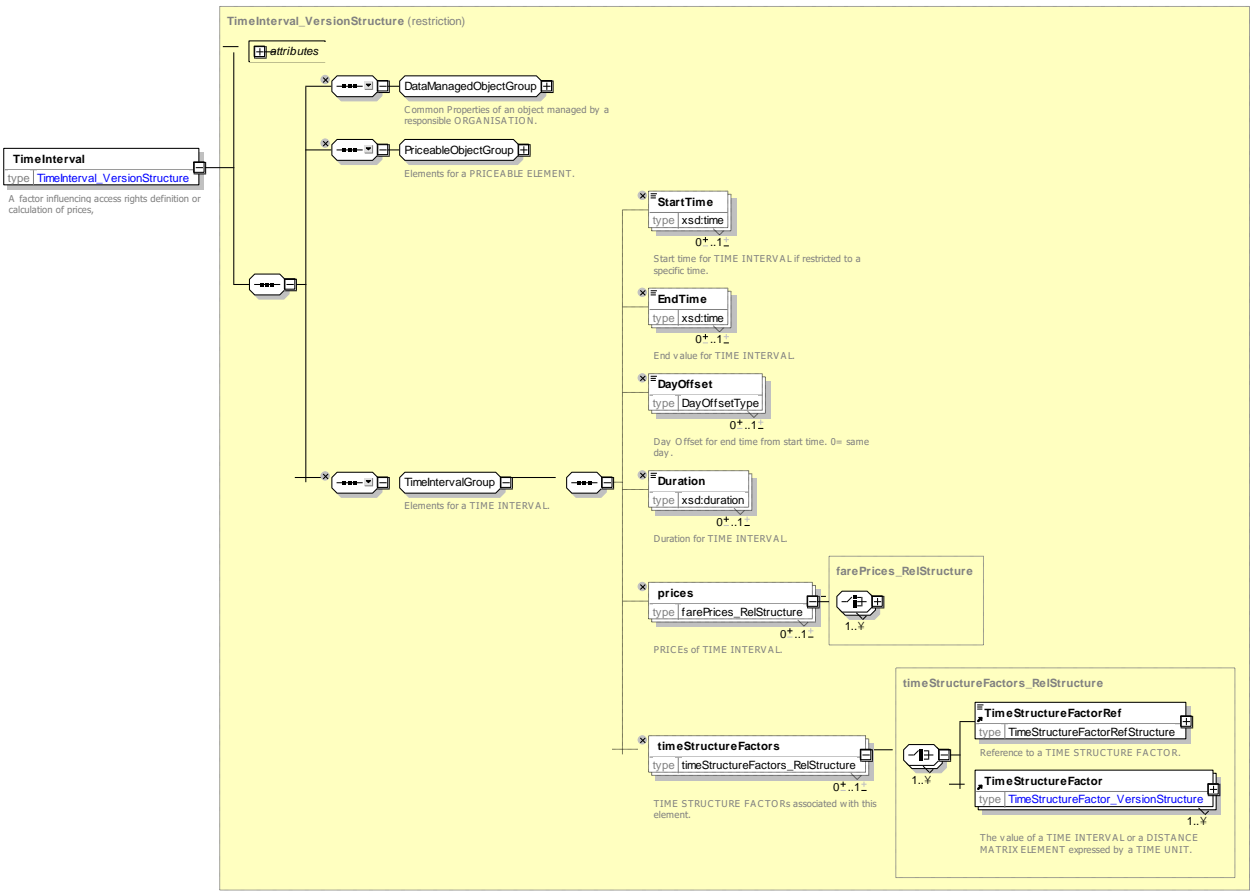 TimeInterval_VersionStructure (restriction)
attributes
DataManagedObjectGroup
Common Properties of an object managed by a
responsible ORGANISATION.
PriceableObjectGroup
Elements for a PRICEABLE ELEMENT.
TimeInterval
type TimeInterval_VersionStructure
A factor influencing access rights definition or
calculation of prices,
StartTime
type xsd:time
0±..1±
Start time for TIME INTERVAL if restricted to a
specific time.
EndTime
type xsd:time
0±..1±
End value for TIME INTERVAL.
DayOffset
type DayOffsetType
0±..1±
Day Offset for end time from start time. 0= same
day.
TimeIntervalGroup
Elements for a TIME INTERVAL.
Duration
type xsd:duration
0±..1±
Duration for TIME INTERVAL.
farePrices_RelStructure
prices
type farePrices_RelStructure
0±..1±
1..¥
PRICEs of TIME INTERVAL.
timeStructureFactors_RelStructure
TimeStructureFactorRef
type TimeStructureFactorRefStructure
Reference to a TIME STRUCTURE FACTOR.
timeStructureFactors
type timeStructureFactors_RelStructure
0±..1±
1..¥
TIME STRUCTURE FACTORs associated with this
element.
TimeStructureFactor
type TimeStructureFactor_VersionStructure
1..¥
The value of a TIME INTERVAL or a DISTANCE
MATRIX ELEMENT expressed by a TIME UNIT.